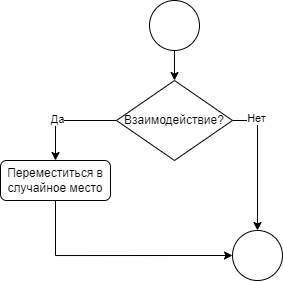 Взаимодействие?
Да
Нет
Переместиться в
случайное место